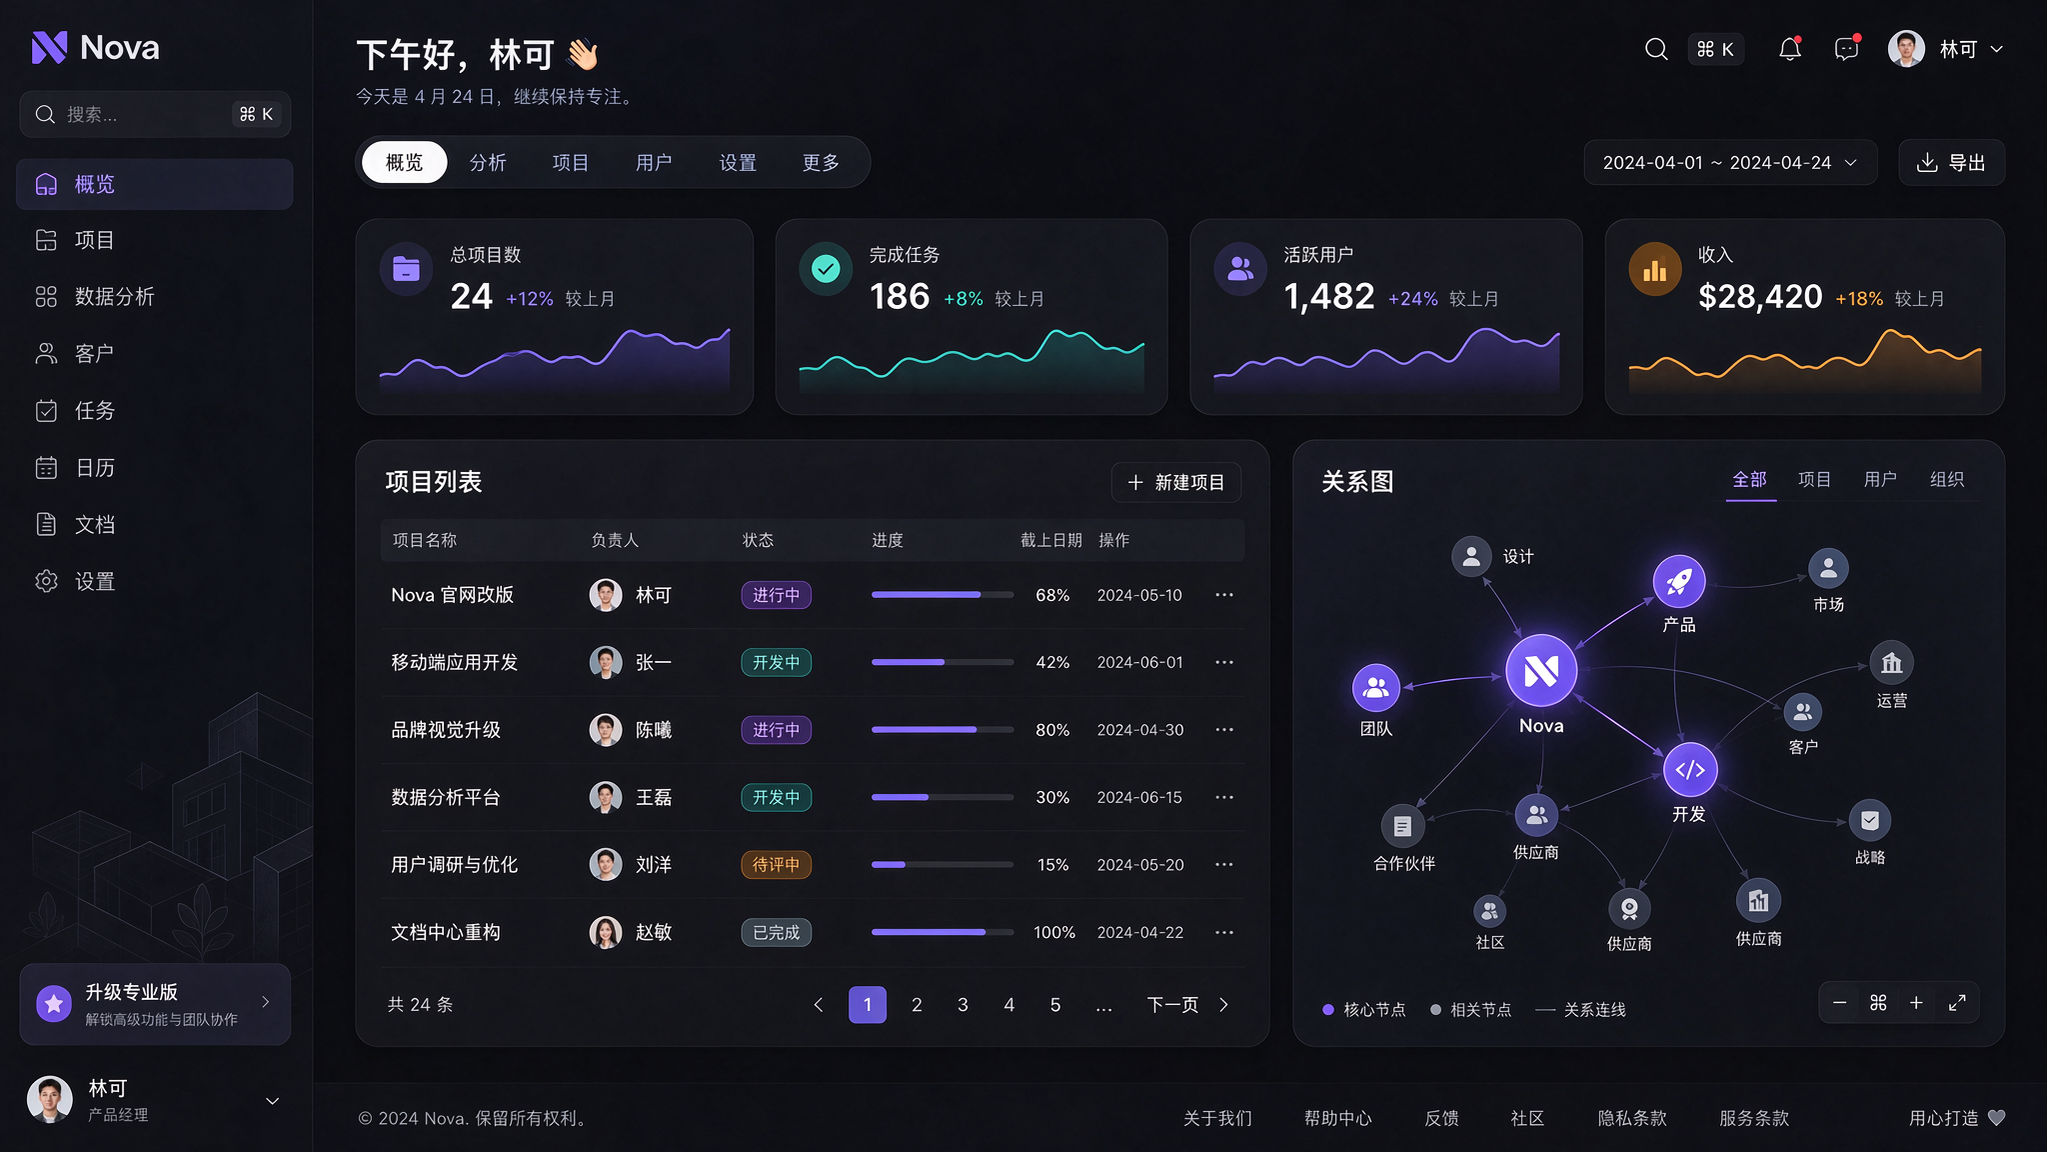 Nova
搜索...
⌘ K
概览
项目
数据分析
客户
任务
日历
文档
设置
升级专业版
解锁高级功能与团队协作
林可
产品经理
下午好，林可 👋
今天是 4 月 24 日，继续保持专注。
⌘ K
林可
概览 分析 项目 用户 设置 更多
2024-04-01 ~ 2024-04-24
导出
总项目数
24 +12% 较上月
完成任务
186 +8% 较上月
活跃用户
1,482 +24% 较上月
收入
$28,420 +18% 较上月
项目列表
+ 新建项目
项目名称 负责人 状态 进度 截上日期 操作
Nova 官网改版 林可 进行中 68% 2024-05-10 ···
移动端应用开发 张一 开发中 42% 2024-06-01 ···
品牌视觉升级 陈曦 进行中 80% 2024-04-30 ···
数据分析平台 王磊 开发中 30% 2024-06-15 ···
用户调研与优化 刘洋 待评中 15% 2024-05-20 ···
文档中心重构 赵敏 已完成 100% 2024-04-22 ···
共 24 条
1 2 3 4 5 ... 下一页
关系图
全部 项目 用户 组织
设计
产品
市场
运营
团队
Nova
客户
开发
合作伙伴
供应商
战略
社区
供应商
供应商
核心节点 相关节点 关系连线
− ⌘ +
© 2024 Nova. 保留所有权利。
关于我们 帮助中心 反馈 社区 隐私条款 服务条款
用心打造